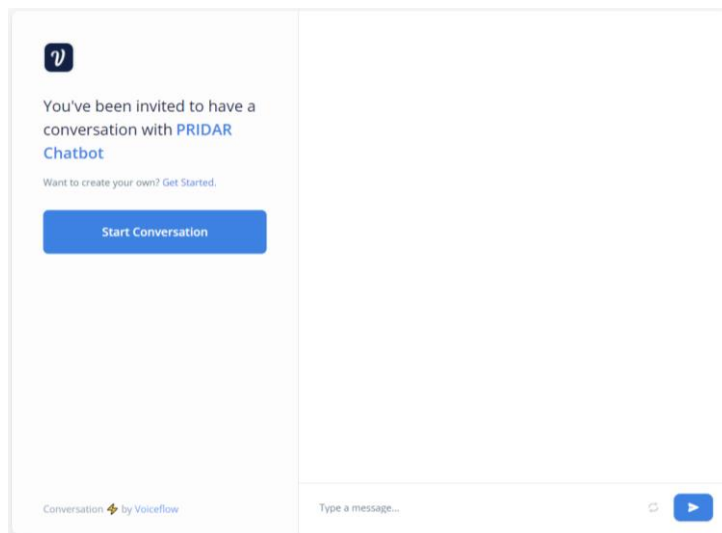 V
You've been invited to have a
conversation with PRIDAR
Chatbot
Want to create your own? Get Started.
Start Conversation
Conversation ⚡ by Voiceflow
Type a message...